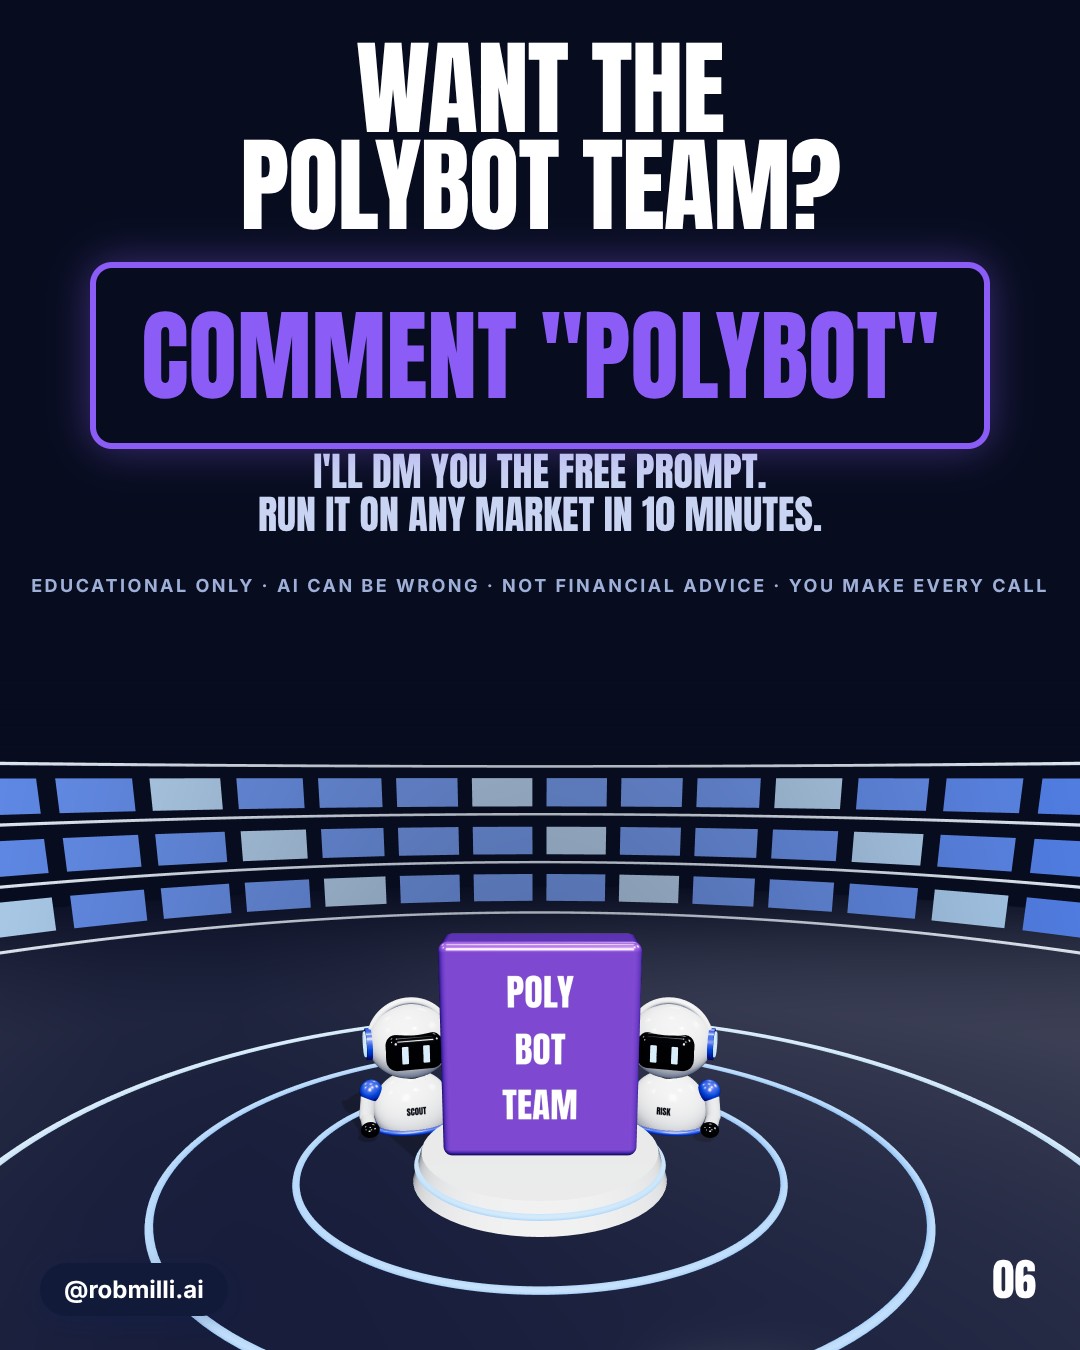 WANT THE
POLYBOT TEAM?
COMMENT "POLYBOT"
I'LL DM YOU THE FREE PROMPT.
RUN IT ON ANY MARKET IN 10 MINUTES.
EDUCATIONAL ONLY · AI CAN BE WRONG · NOT FINANCIAL ADVICE · YOU MAKE EVERY CALL
POLY
BOT
TEAM
SCOUT
RISK
@robmilli.ai
06